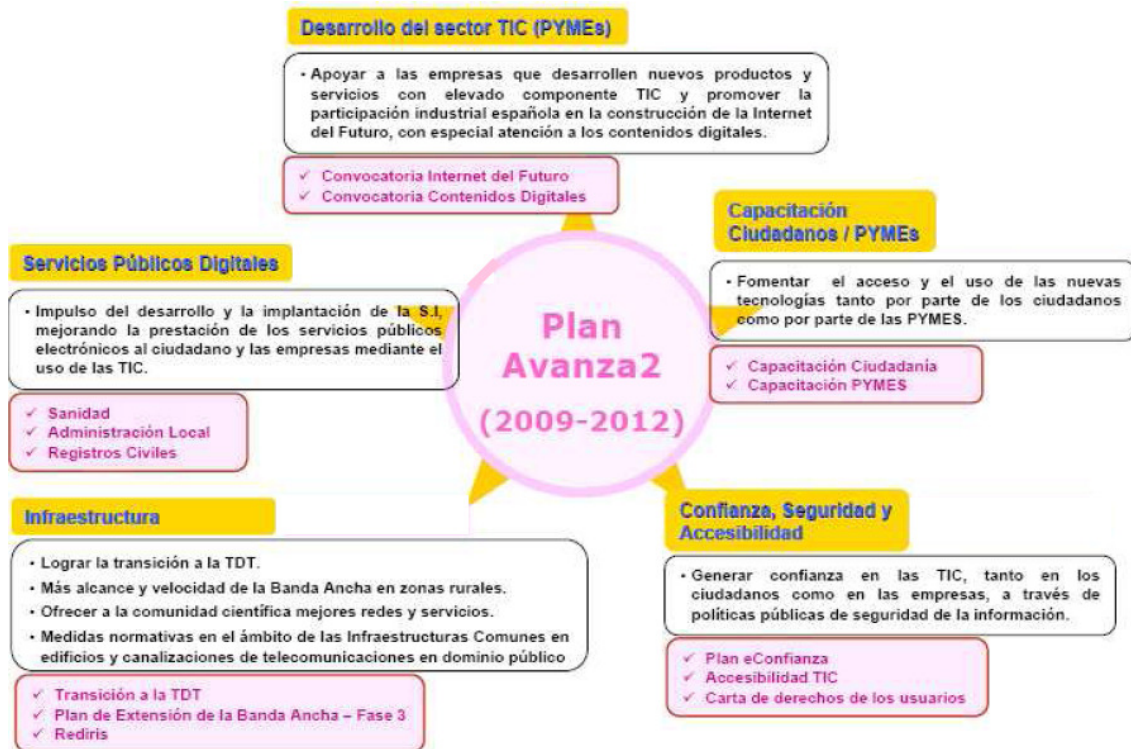 Desarrollo del sector TIC (PYMEs)
• Apoyar a las empresas que desarrollen nuevos productos y
servicios con elevado componente TIC y promover la
participación industrial española en la construcción de la Internet
del Futuro, con especial atención a los contenidos digitales.
✓ Convocatoria Internet del Futuro
✓ Convocatoria Contenidos Digitales
Capacitación
Ciudadanos / PYMEs
• Fomentar el acceso y el uso de las nuevas
tecnologías tanto por parte de los ciudadanos
como por parte de las PYMES.
✓ Capacitación Ciudadanía
✓ Capacitación PYMES
Servicios Públicos Digitales
• Impulso del desarrollo y la implantación de la S.I,
mejorando la prestación de los servicios públicos
electrónicos al ciudadano y las empresas mediante el
uso de las TIC.
✓ Sanidad
✓ Administración Local
✓ Registros Civiles
Plan
Avanza2
(2009-2012)
Infraestructura
• Lograr la transición a la TDT.
• Más alcance y velocidad de la Banda Ancha en zonas rurales.
• Ofrecer a la comunidad científica mejores redes y servicios.
• Medidas normativas en el ámbito de las Infraestructuras Comunes en
edificios y canalizaciones de telecomunicaciones en dominio público
✓ Transición a la TDT
✓ Plan de Extensión de la Banda Ancha – Fase 3
✓ Rediris
Confianza, Seguridad y
Accesibilidad
• Generar confianza en las TIC, tanto en los
ciudadanos como en las empresas, a través de
políticas públicas de seguridad de la información.
✓ Plan eConfianza
✓ Accesibilidad TIC
✓ Carta de derechos de los usuarios